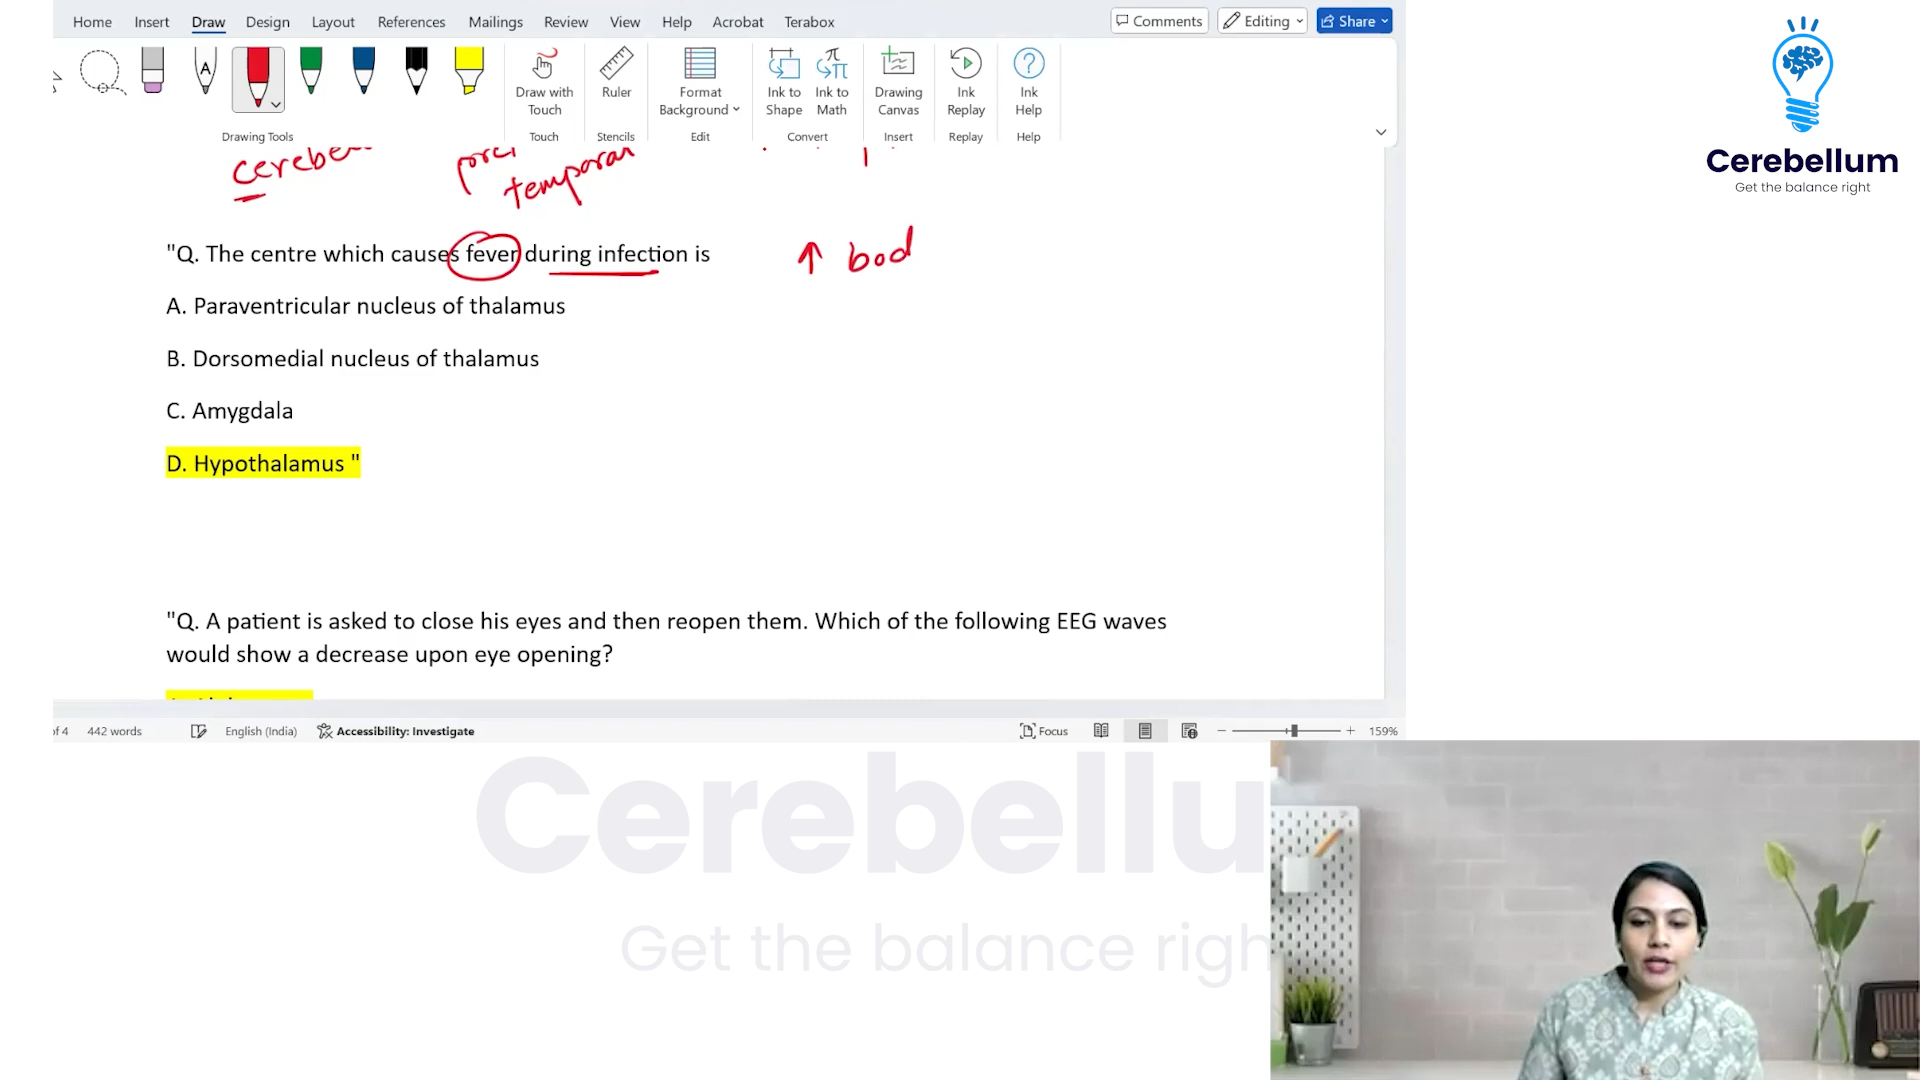 Home Insert Draw Design Layout References Mailings Review View Help Acrobat Terabox
Comments Editing Share
A
Draw with Touch
Ruler
Format Background
Ink to Shape
Ink to Math
Drawing Canvas
Ink Replay
Ink Help
Drawing Tools Touch Stencils Edit Convert Insert Replay Help
Cerebellum
Get the balance right
temporar
"Q. The centre which causes fever during infection is
↑ bod
A. Paraventricular nucleus of thalamus
B. Dorsomedial nucleus of thalamus
C. Amygdala
D. Hypothalamus "
"Q. A patient is asked to close his eyes and then reopen them. Which of the following EEG waves
would show a decrease upon eye opening?
of 4 442 words English (India) Accessibility: Investigate Focus 159%
Cerebellu
Get the balance righ